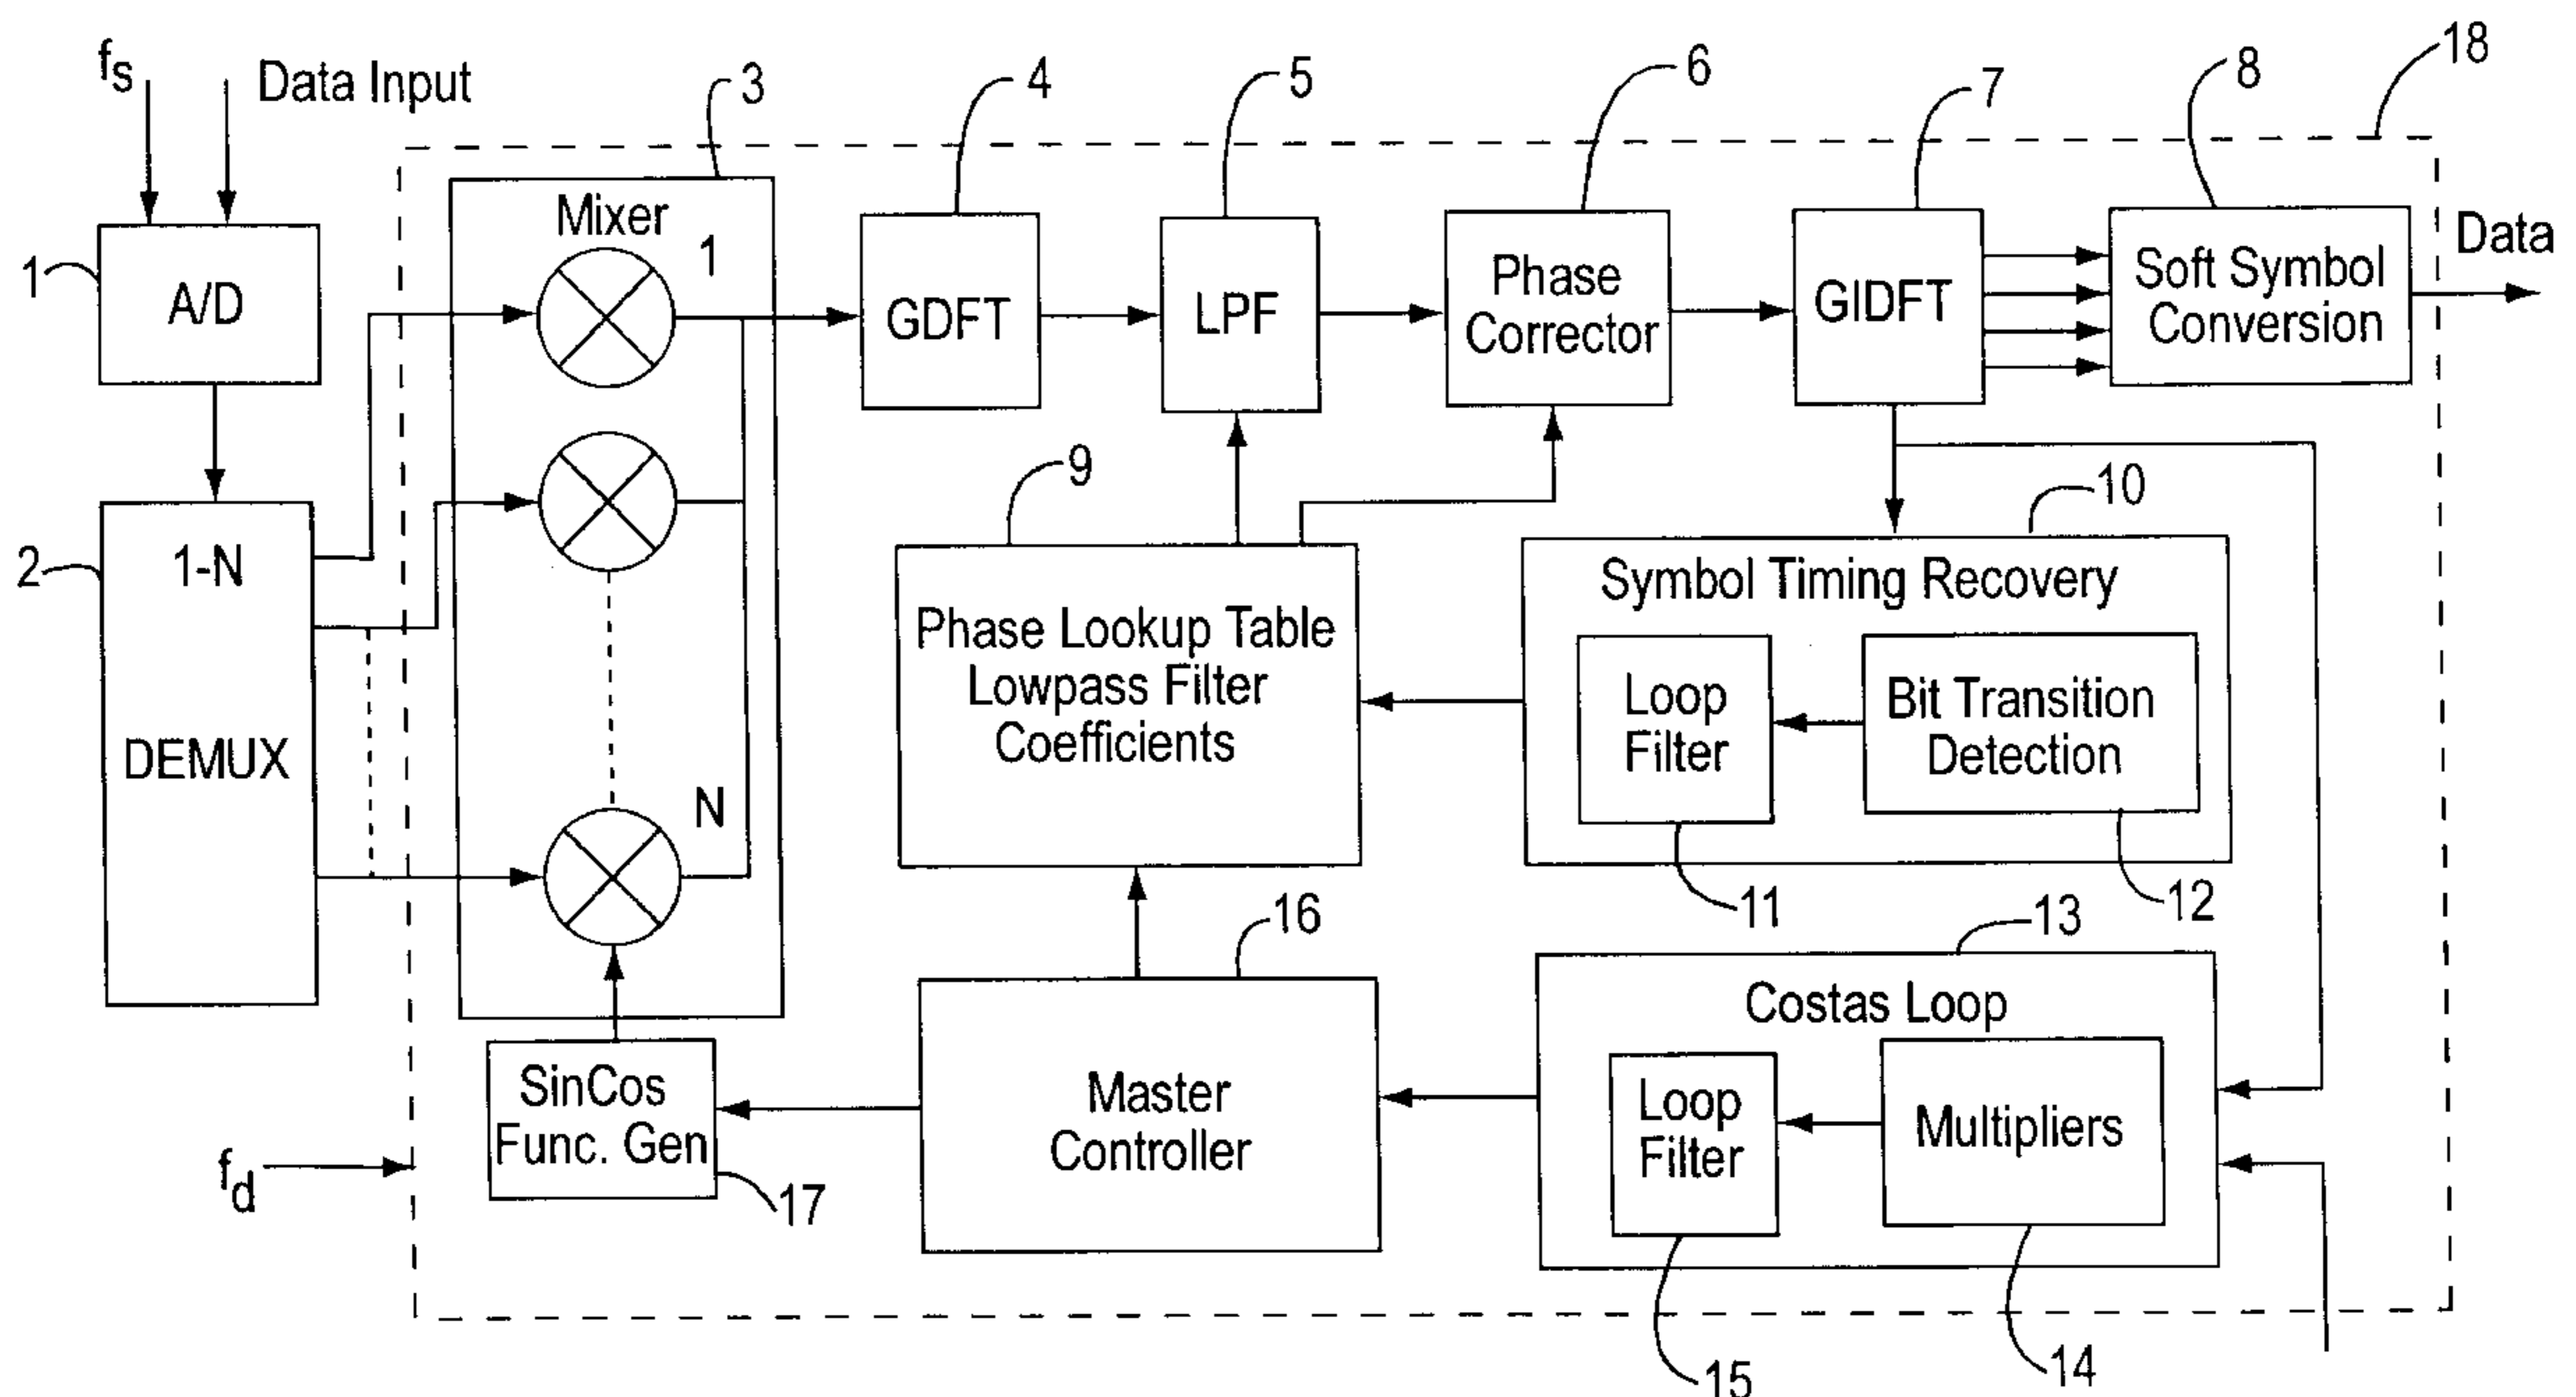 fs
Data Input
3
4
5
6
7
8
18
Mixer
1
Data
1
A/D
GDFT
LPF
Phase
Corrector
GIDFT
Soft Symbol
Conversion
9
10
2
1-N
DEMUX
N
Phase Lookup Table
Lowpass Filter
Coefficients
Symbol Timing Recovery
Loop
Filter
Bit Transition
Detection
11
12
16
13
SinCos
Func. Gen
Master
Controller
Costas Loop
Loop
Filter
Multipliers
fd
17
15
14